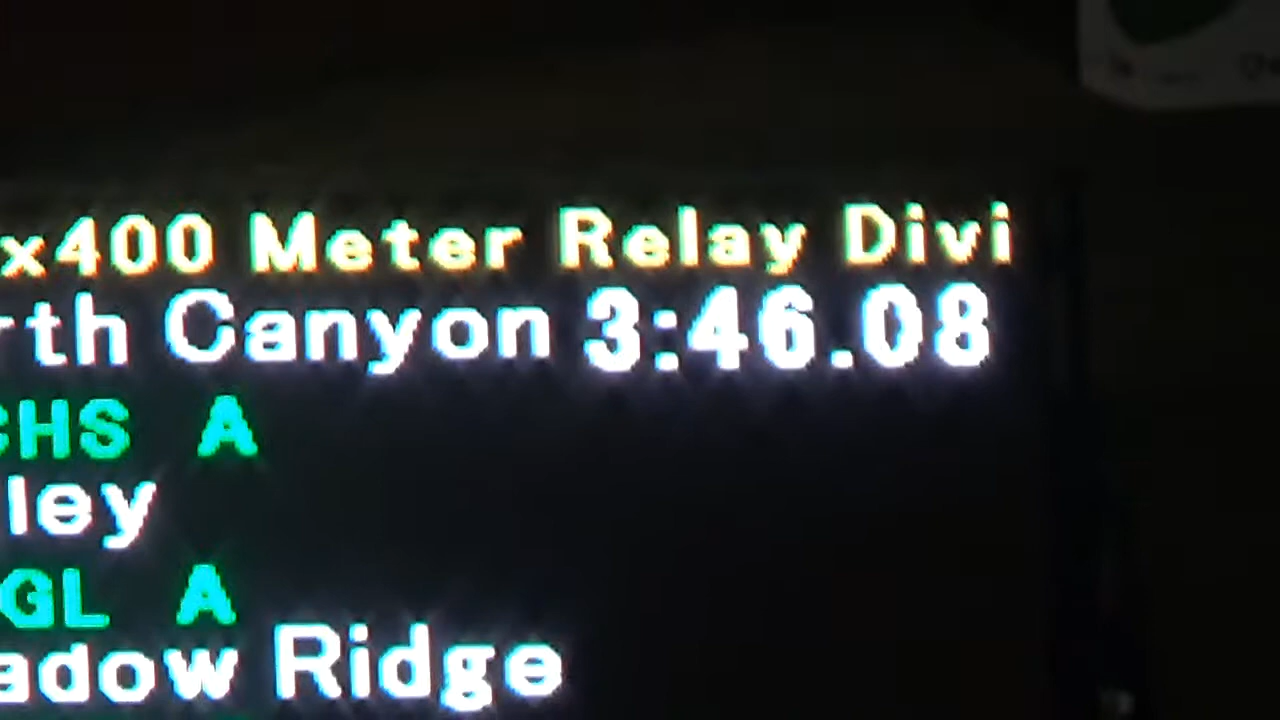 x400 Meter Relay Divi
rth Canyon 3:46.08
CHS A
ley
GL A
adow Ridge